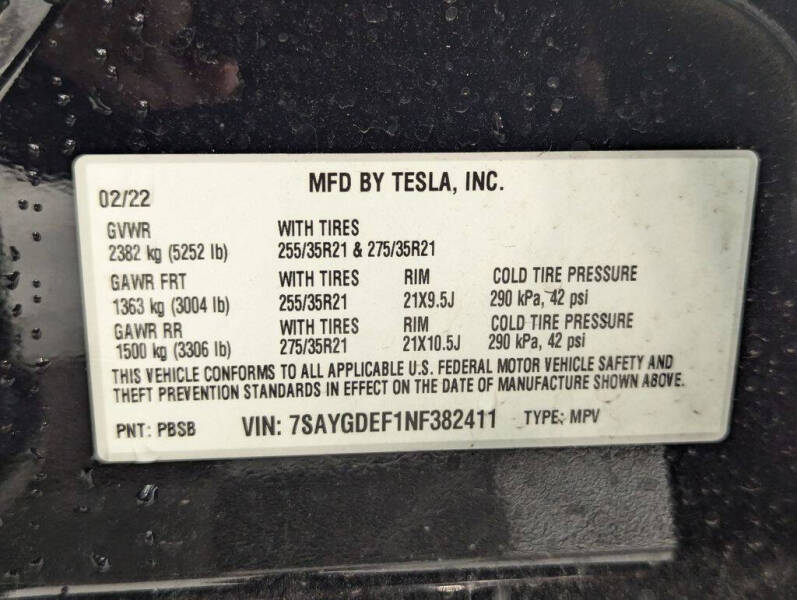 MFD BY TESLA, INC.
02/22
GVWR WITH TIRES
2382 kg (5252 lb) 255/35R21 & 275/35R21
GAWR FRT WITH TIRES RIM COLD TIRE PRESSURE
1363 kg (3004 lb) 255/35R21 21X9.5J 290 kPa, 42 psi
GAWR RR WITH TIRES RIM COLD TIRE PRESSURE
1500 kg (3306 lb) 275/35R21 21X10.5J 290 kPa, 42 psi
THIS VEHICLE CONFORMS TO ALL APPLICABLE U.S. FEDERAL MOTOR VEHICLE SAFETY AND
THEFT PREVENTION STANDARDS IN EFFECT ON THE DATE OF MANUFACTURE SHOWN ABOVE.
PNT: PBSB VIN: 7SAYGDEF1NF382411 TYPE: MPV